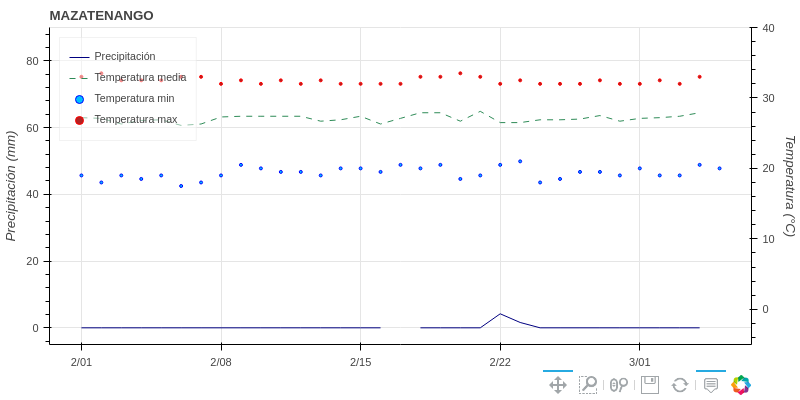 MAZATENANGO
Precipitación
Temperatura media
Temperatura min
Temperatura max
Precipitación (mm)
80
60
40
20
0
Temperatura (°C)
40
30
20
10
0
2/01
2/08
2/15
2/22
3/01